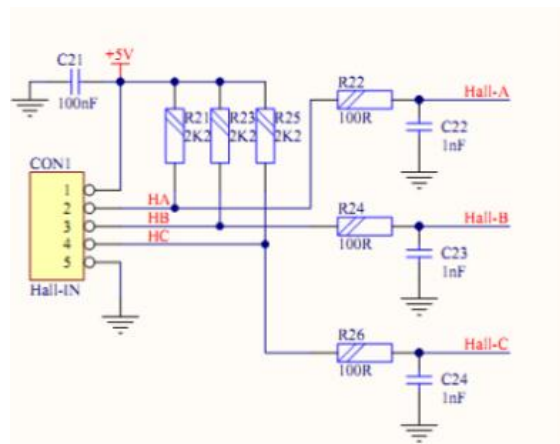 C21
+5V
100nF
R21
2K2
R23
2K2
R25
2K2
R22
100R
Hall-A
C22
1nF
CON1
1
2
3
4
5
Hall-IN
HA
HB
HC
R24
100R
Hall-B
C23
1nF
R26
100R
Hall-C
C24
1nF